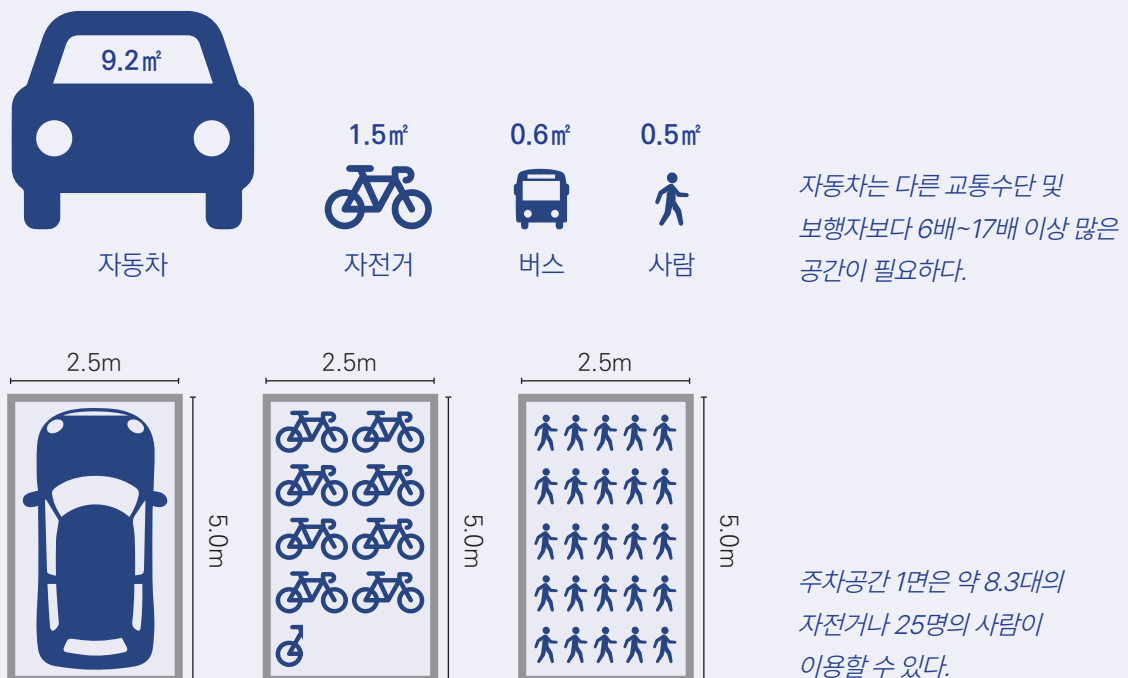 9.2㎡
1.5㎡
0.6㎡
0.5㎡
자동차
자전거
버스
사람
자동차는 다른 교통수단 및
보행자보다 6배~17배 이상 많은
공간이 필요하다.
2.5m
2.5m
2.5m
5.0m
5.0m
5.0m
주차공간 1면은 약 8.3대의
자전거나 25명의 사람이
이용할 수 있다.